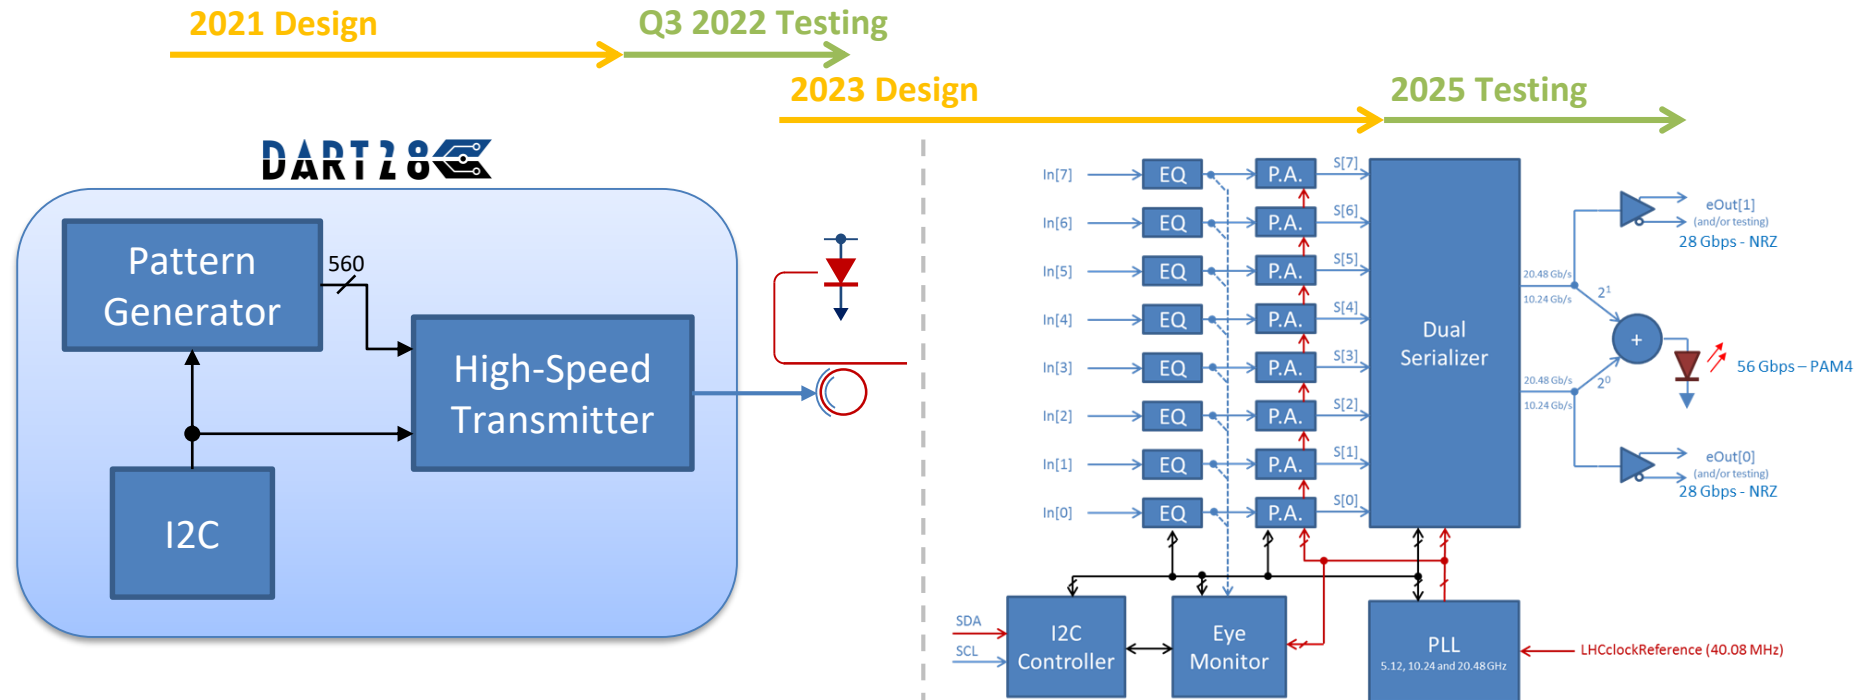 2021 Design
Q3 2022 Testing
2023 Design
2025 Testing
DART28
Pattern
Generator
560
High-Speed
Transmitter
I2C
In[7]
EQ
P.A.
S[7]
In[6]
EQ
P.A.
S[6]
In[5]
EQ
P.A.
S[5]
In[4]
EQ
P.A.
S[4]
In[3]
EQ
P.A.
S[3]
In[2]
EQ
P.A.
S[2]
In[1]
EQ
P.A.
S[1]
In[0]
EQ
P.A.
S[0]
Dual
Serializer
20.48 Gb/s
10.24 Gb/s
20.48 Gb/s
10.24 Gb/s
2¹
2⁰
+
eOut[1]
(and/or testing)
28 Gbps - NRZ
56 Gbps – PAM4
eOut[0]
(and/or testing)
28 Gbps - NRZ
SDA
SCL
I2C
Controller
Eye
Monitor
PLL
5.12, 10.24 and 20.48 GHz
LHCclockReference (40.08 MHz)